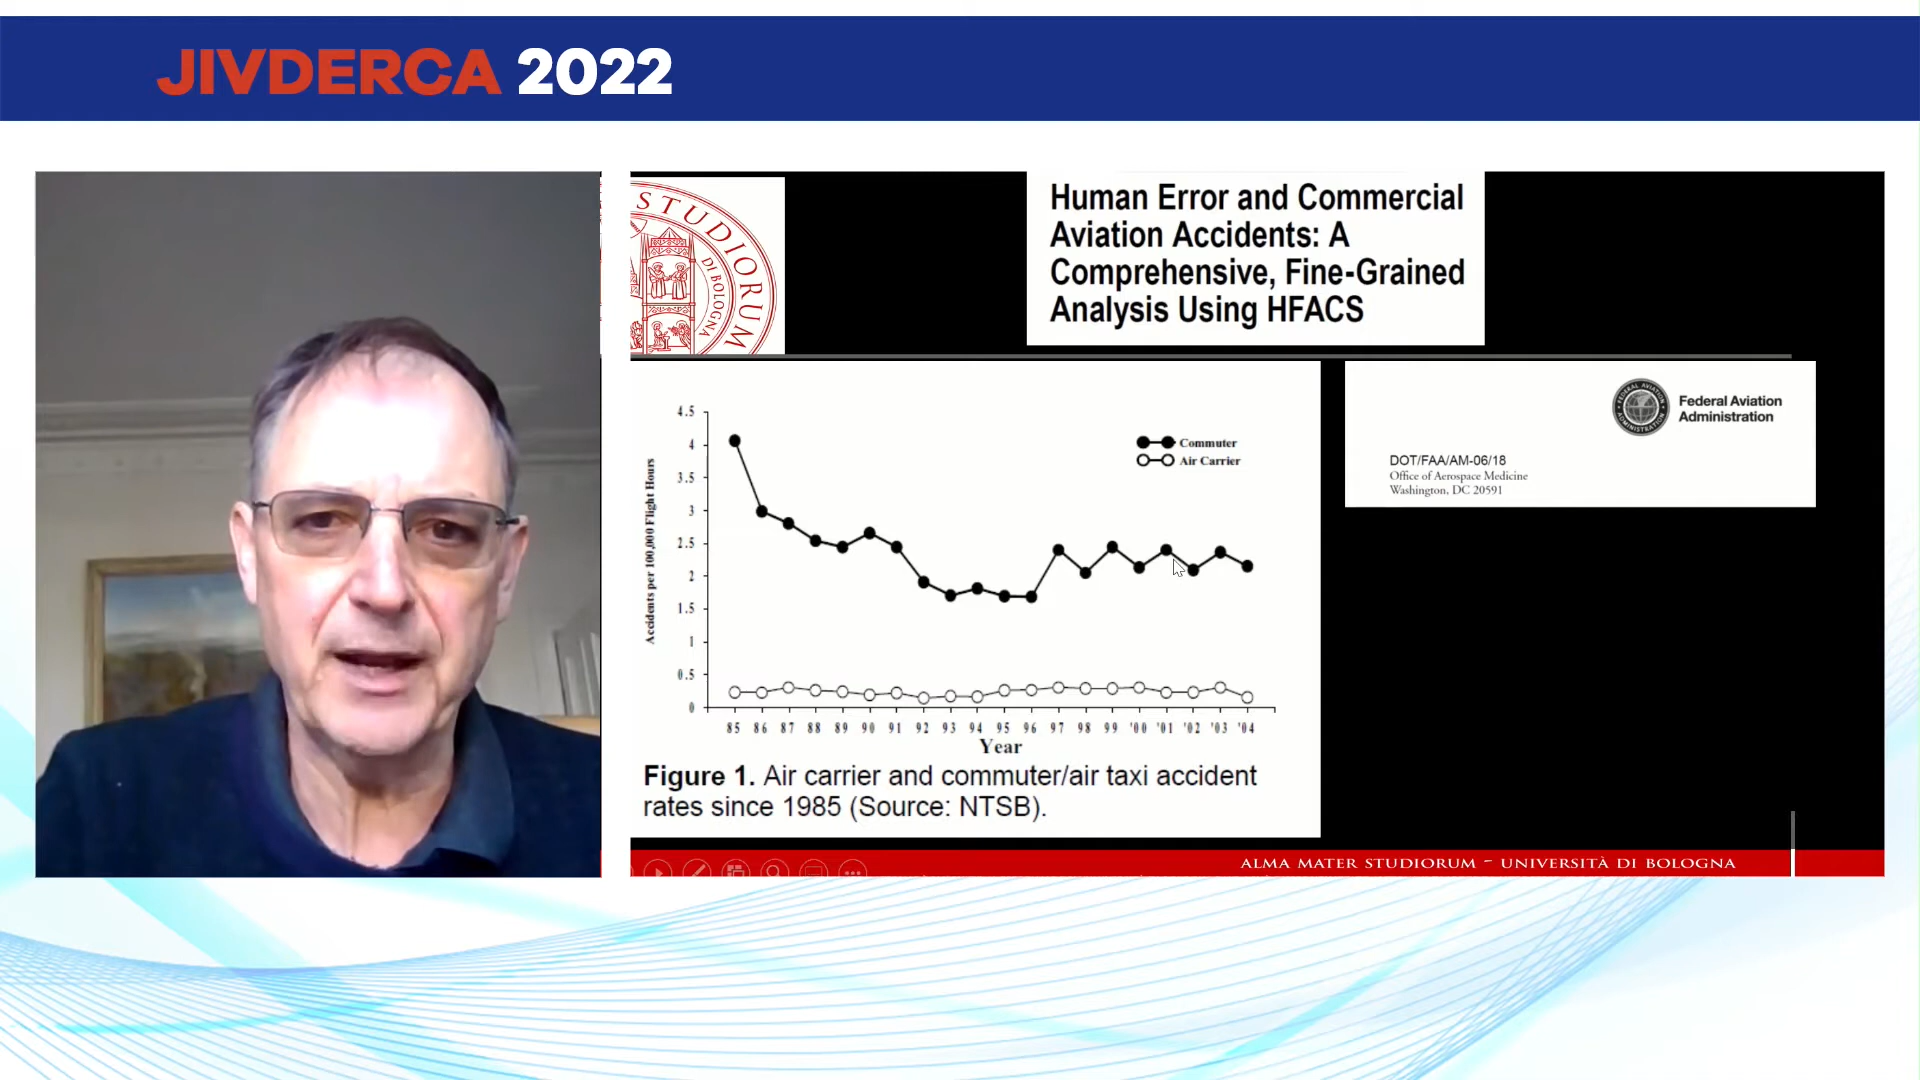 JIVDERCA 2022
STUDIORUM
DI BOLOGNA
Human Error and Commercial
Aviation Accidents: A
Comprehensive, Fine-Grained
Analysis Using HFACS
Federal Aviation
Administration
DOT/FAA/AM-06/18
Office of Aerospace Medicine
Washington, DC 20591
Commuter
Air Carrier
Accidents per 100,000 Flight Hours
4.5
4
3.5
3
2.5
2
1.5
1
0.5
0
85 86 87 88 89 90 91 92 93 94 95 96 97 98 99 '00 '01 '02 '03 '04
Year
Figure 1. Air carrier and commuter/air taxi accident
rates since 1985 (Source: NTSB).
ALMA MATER STUDIORUM – UNIVERSITÀ DI BOLOGNA